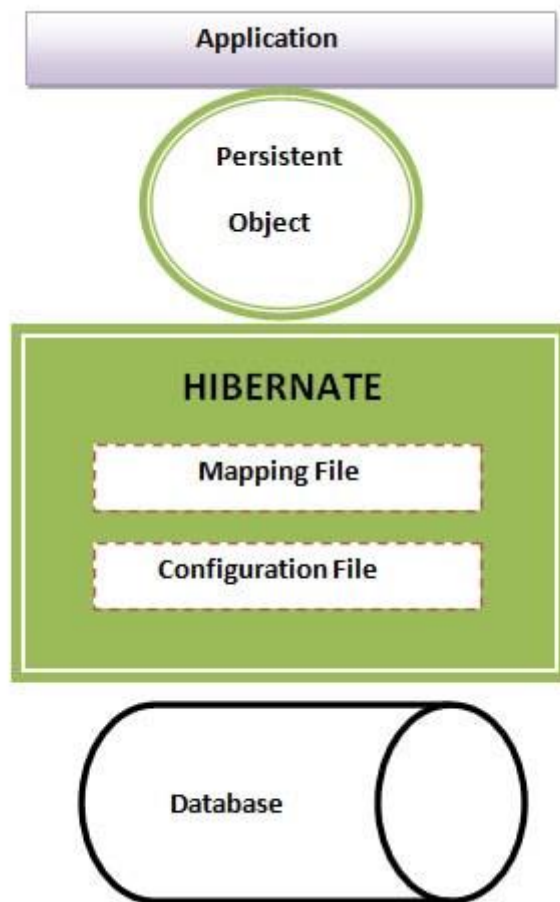 Application
Persistent
Object
HIBERNATE
Mapping File
Configuration File
Database